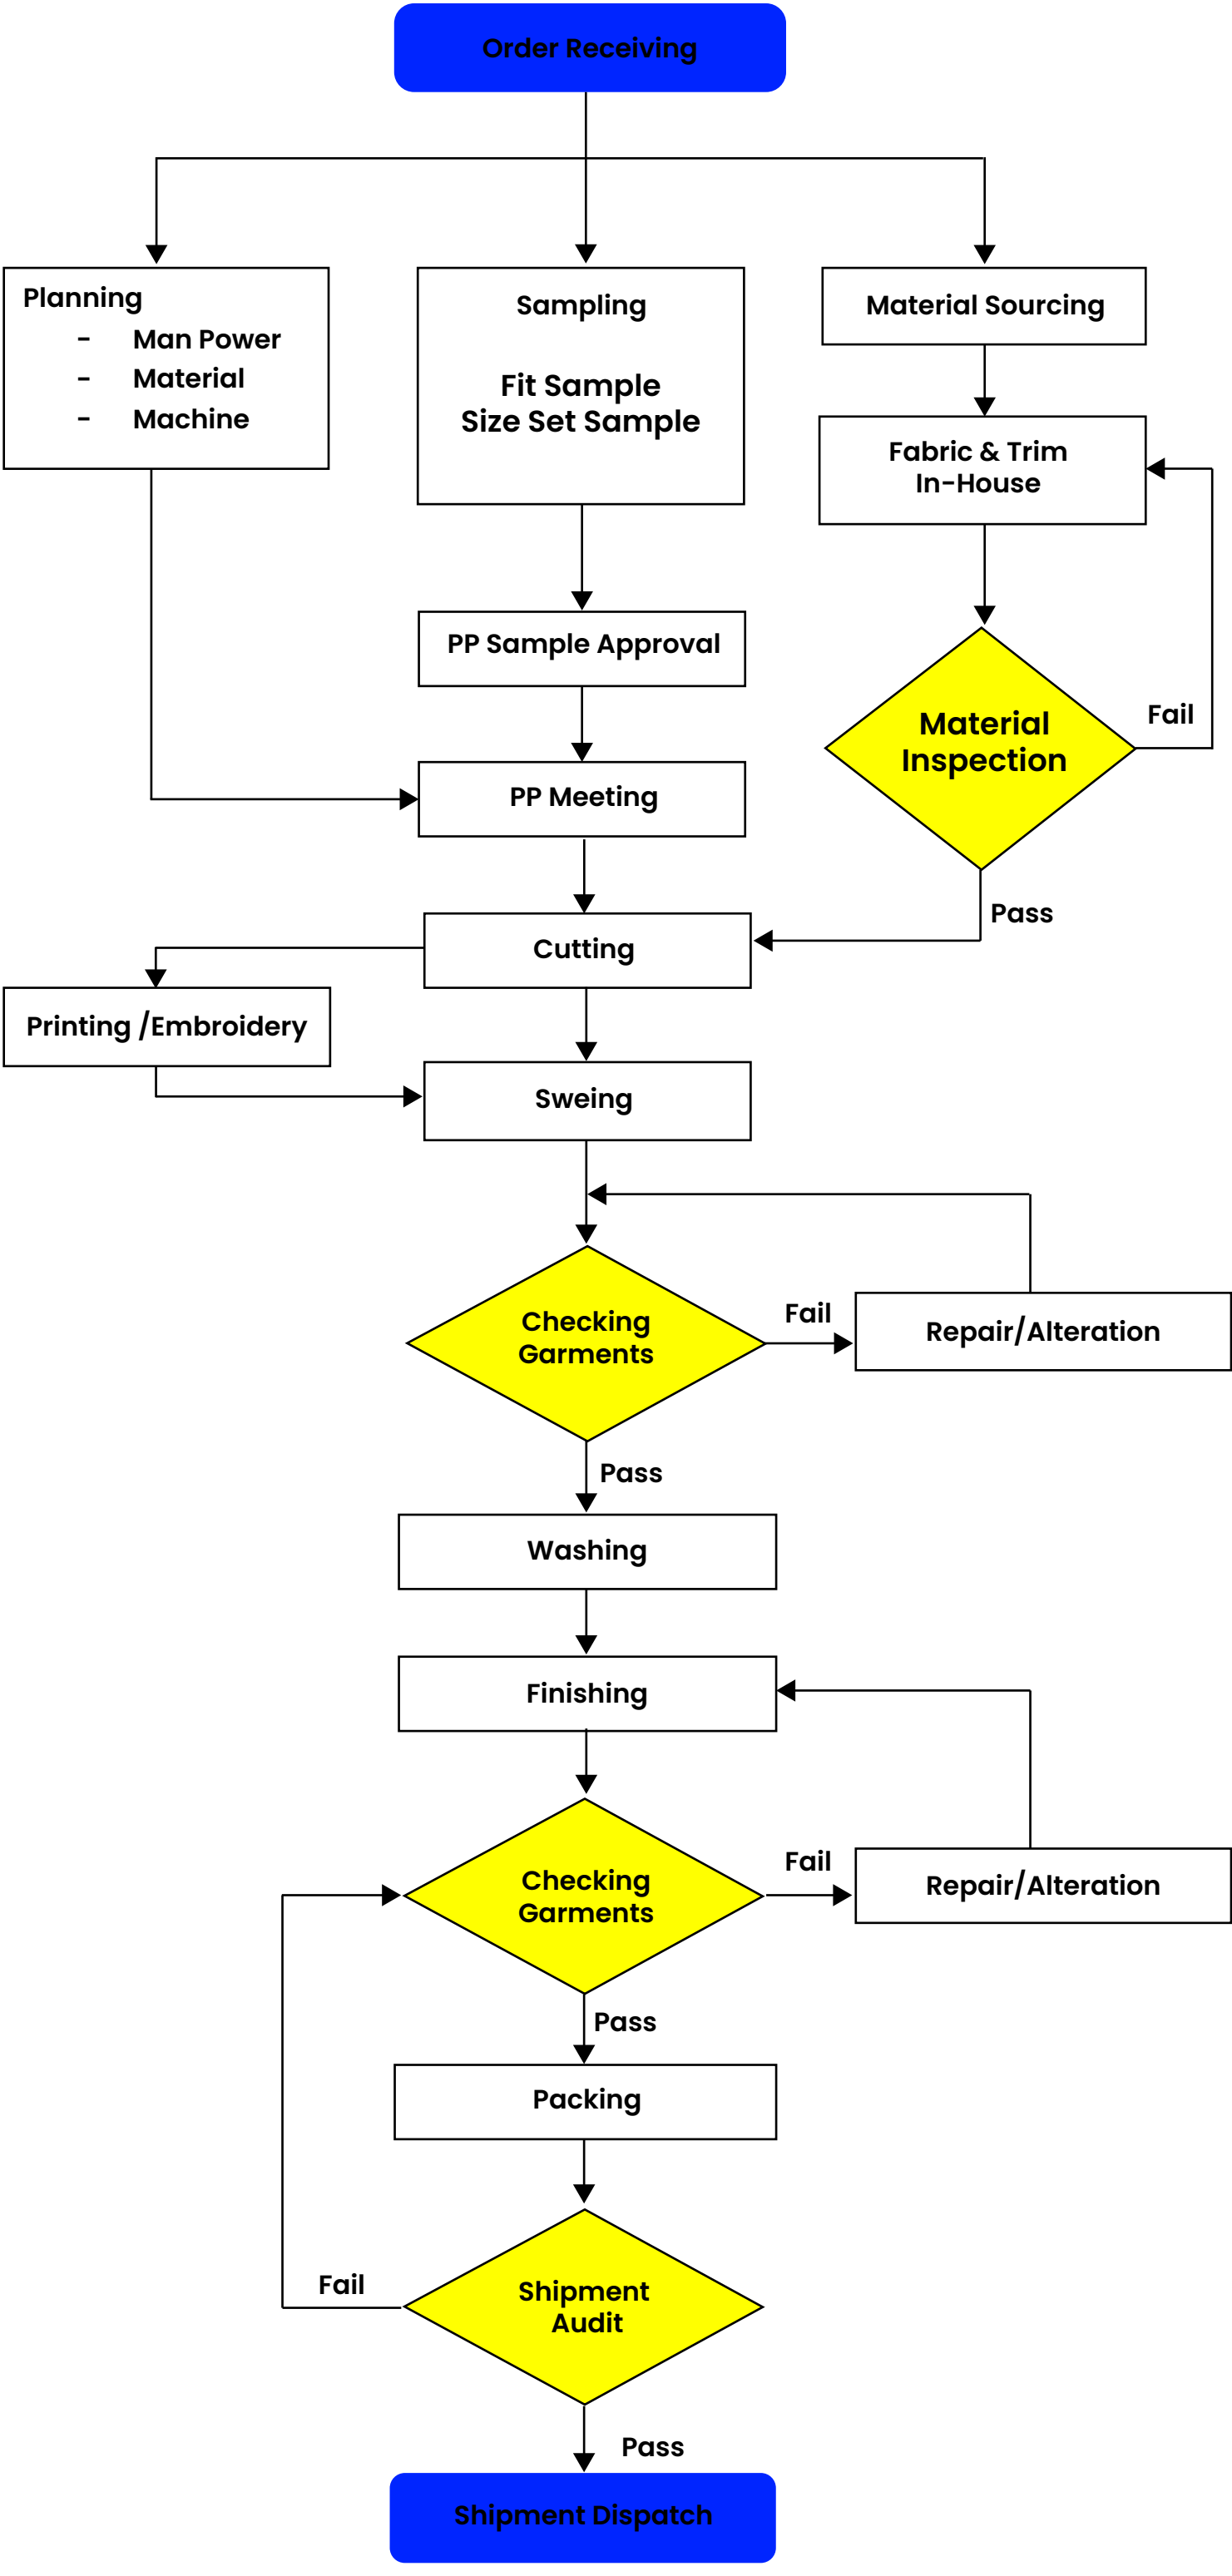 Order Receiving
Planning
- Man Power
- Material
- Machine
Sampling
Fit Sample
Size Set Sample
Material Sourcing
Fabric & Trim
In-House
PP Sample Approval
Material
Inspection
Fail
PP Meeting
Pass
Cutting
Printing /Embroidery
Sweing
Checking
Garments
Fail
Repair/Alteration
Pass
Washing
Finishing
Checking
Garments
Fail
Repair/Alteration
Pass
Packing
Shipment
Audit
Fail
Pass
Shipment Dispatch